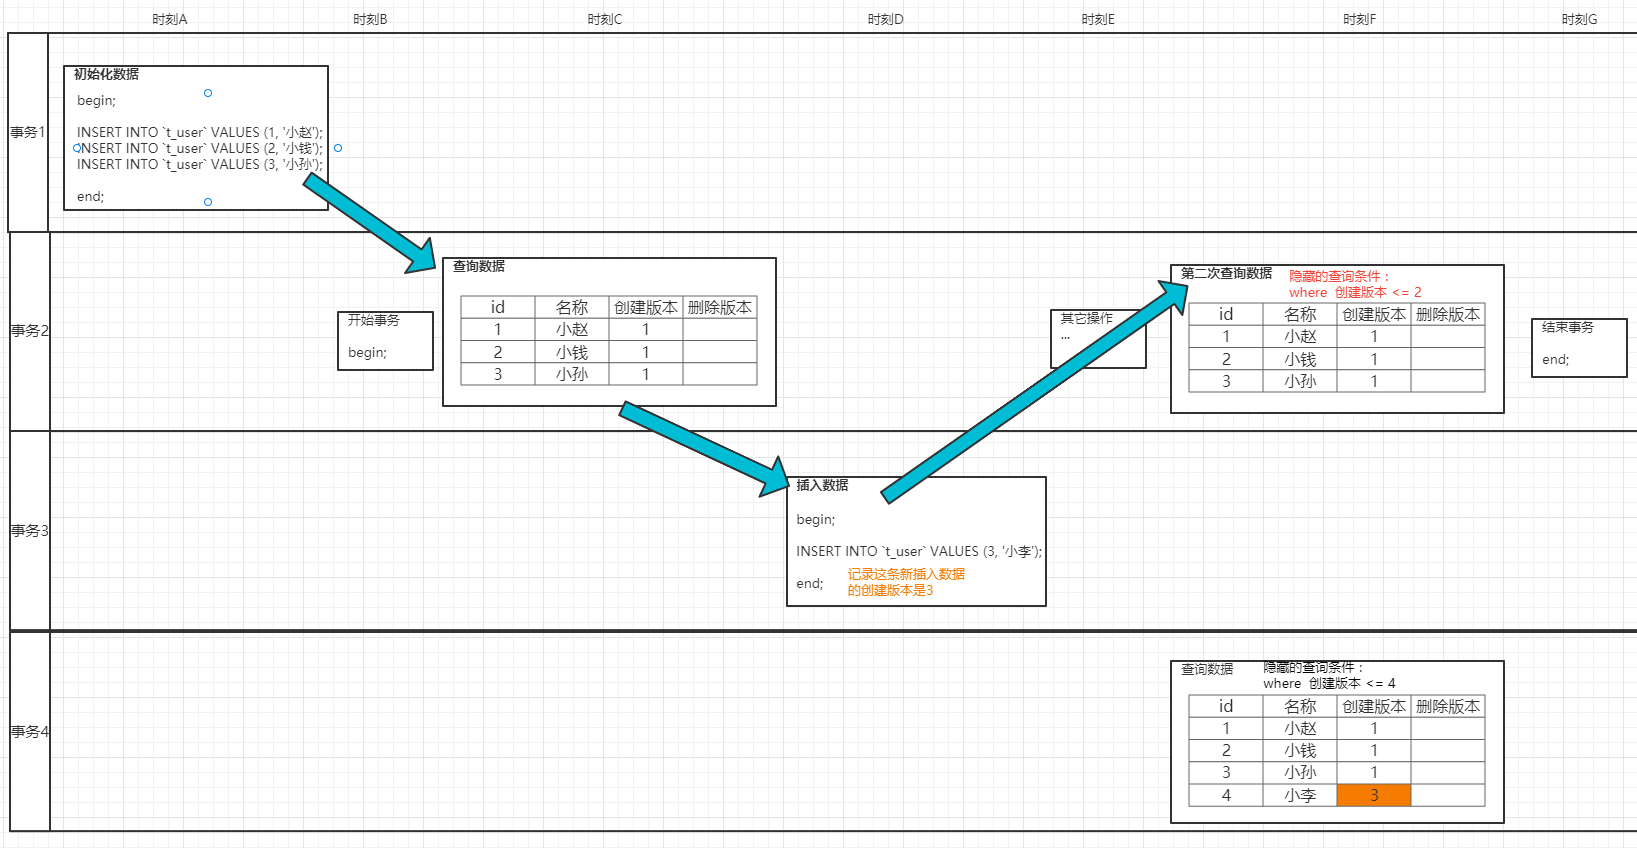 时刻A 时刻B 时刻C 时刻D 时刻E 时刻F 时刻G
事务1
初始化数据
begin;
INSERT INTO `t_user` VALUES (1, '小赵');
INSERT INTO `t_user` VALUES (2, '小钱');
INSERT INTO `t_user` VALUES (3, '小孙');
end;
事务2
开始事务
begin;
查询数据
id 名称 创建版本 删除版本
1 小赵 1
2 小钱 1
3 小孙 1
其它操作
...
第二次查询数据
隐藏的查询条件：
where 创建版本 <= 2
id 名称 创建版本 删除版本
1 小赵 1
2 小钱 1
3 小孙 1
结束事务
end;
事务3
插入数据
begin;
INSERT INTO `t_user` VALUES (3, '小李');
end;
记录这条新插入数据
的创建版本是3
事务4
查询数据
隐藏的查询条件：
where 创建版本 <= 4
id 名称 创建版本 删除版本
1 小赵 1
2 小钱 1
3 小孙 1
4 小李 3